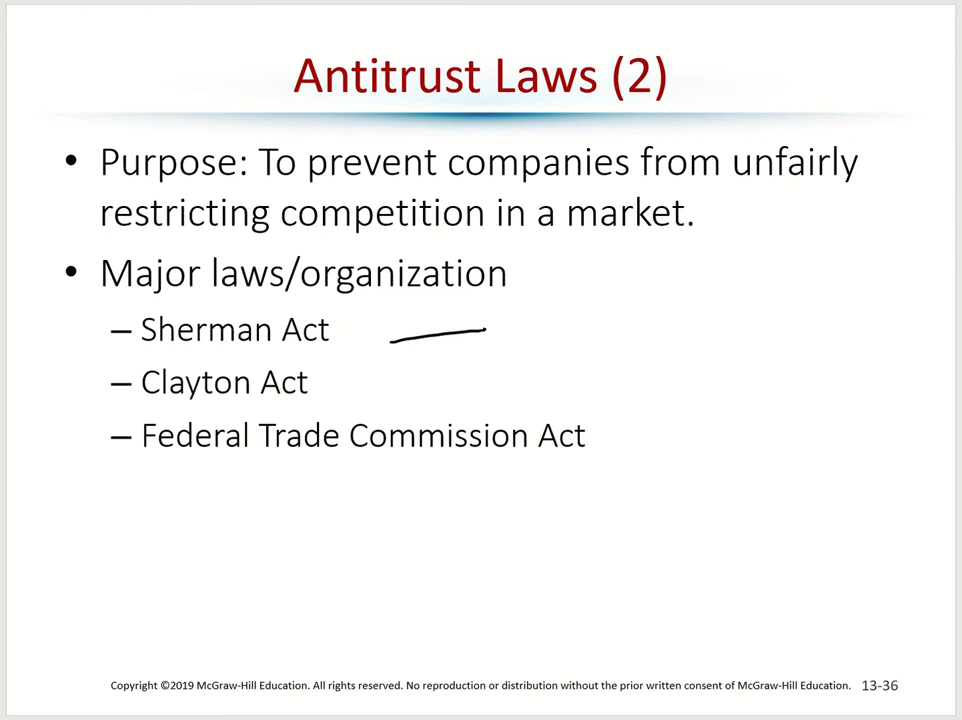 Antitrust Laws (2)
• Purpose: To prevent companies from unfairly
restricting competition in a market.
• Major laws/organization
– Sherman Act
– Clayton Act
– Federal Trade Commission Act
Copyright ©2019 McGraw-Hill Education. All rights reserved. No reproduction or distribution without the prior written consent of McGraw-Hill Education. 13-36